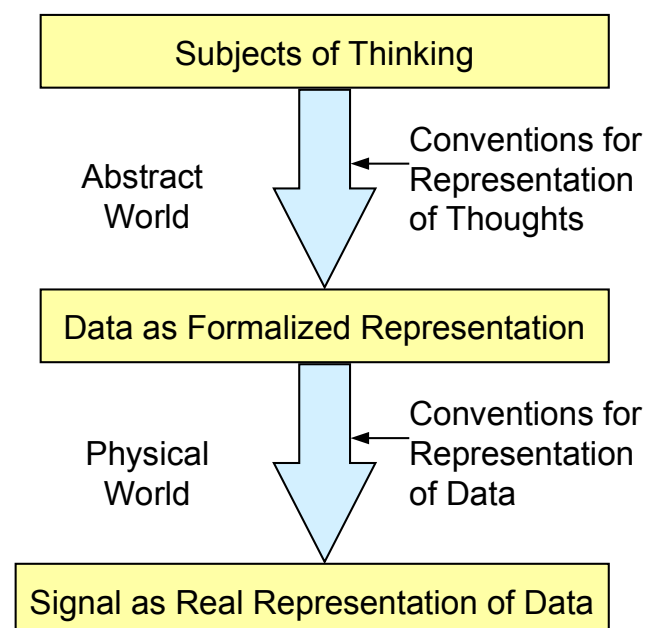 Subjects of Thinking
Abstract
World
Conventions for
Representation
of Thoughts
Data as Formalized Representation
Physical
World
Conventions for
Representation
of Data
Signal as Real Representation of Data